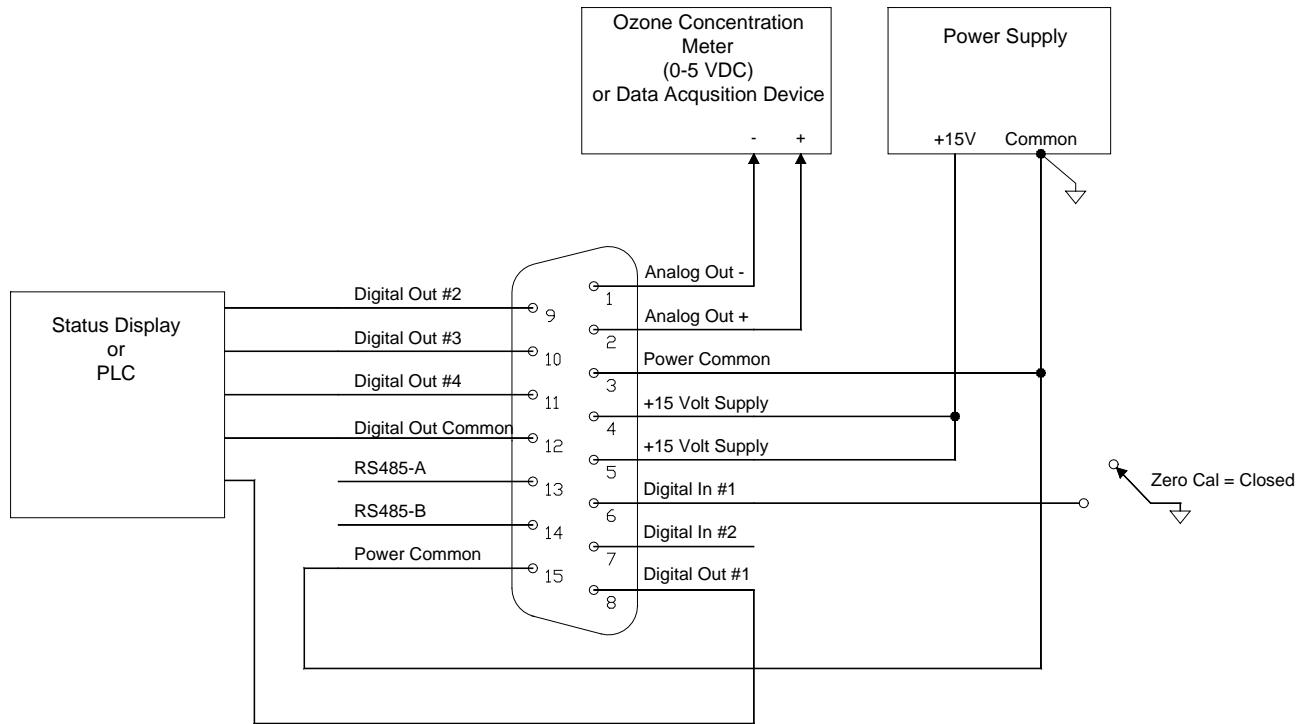 Ozone Concentration
Meter
(0-5 VDC)
or Data Acqusition Device
- +
Power Supply
+15V Common
Status Display
or
PLC
Digital Out #2
Digital Out #3
Digital Out #4
Digital Out Common
RS485-A
RS485-B
Power Common
9
10
11
12
13
14
15
1
2
3
4
5
6
7
8
Analog Out -
Analog Out +
Power Common
+15 Volt Supply
+15 Volt Supply
Digital In #1
Digital In #2
Digital Out #1
Zero Cal = Closed